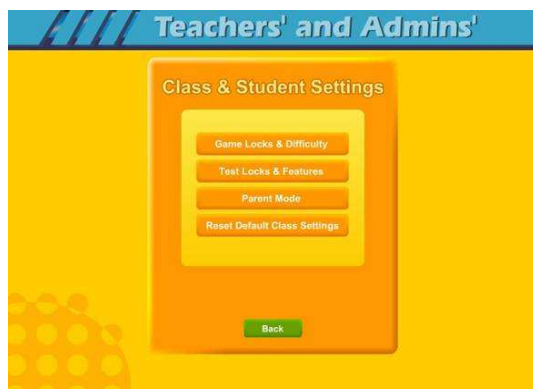 Teachers' and Admins'
Class & Student Settings
Game Locks & Difficulty
Test Locks & Features
Parent Mode
Reset Default Class Settings
Back